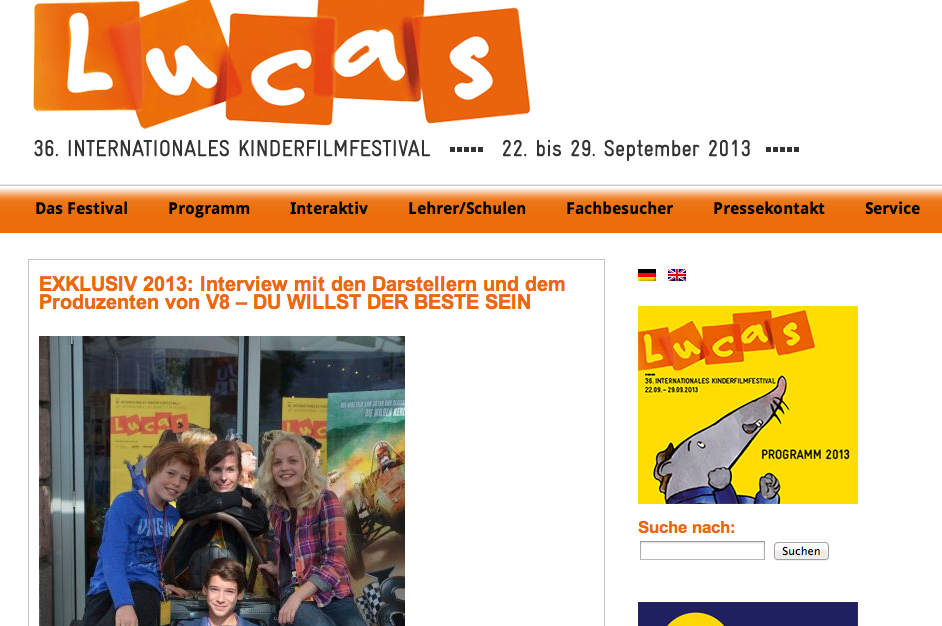 Lucas
36. INTERNATIONALES KINDERFILMFESTIVAL ▪▪▪▪▪ 22. bis 29. September 2013 ▪▪▪▪▪
Das Festival Programm Interaktiv Lehrer/Schulen Fachbesucher Pressekontakt Service
EXKLUSIV 2013: Interview mit den Darstellern und dem
Produzenten von V8 – DU WILLST DER BESTE SEIN
Lucas
Lucas
36. INTERNATIONALES KINDERFILMFESTIVAL
22.09. – 29.09.2013
PROGRAMM 2013
Suche nach:
Suchen